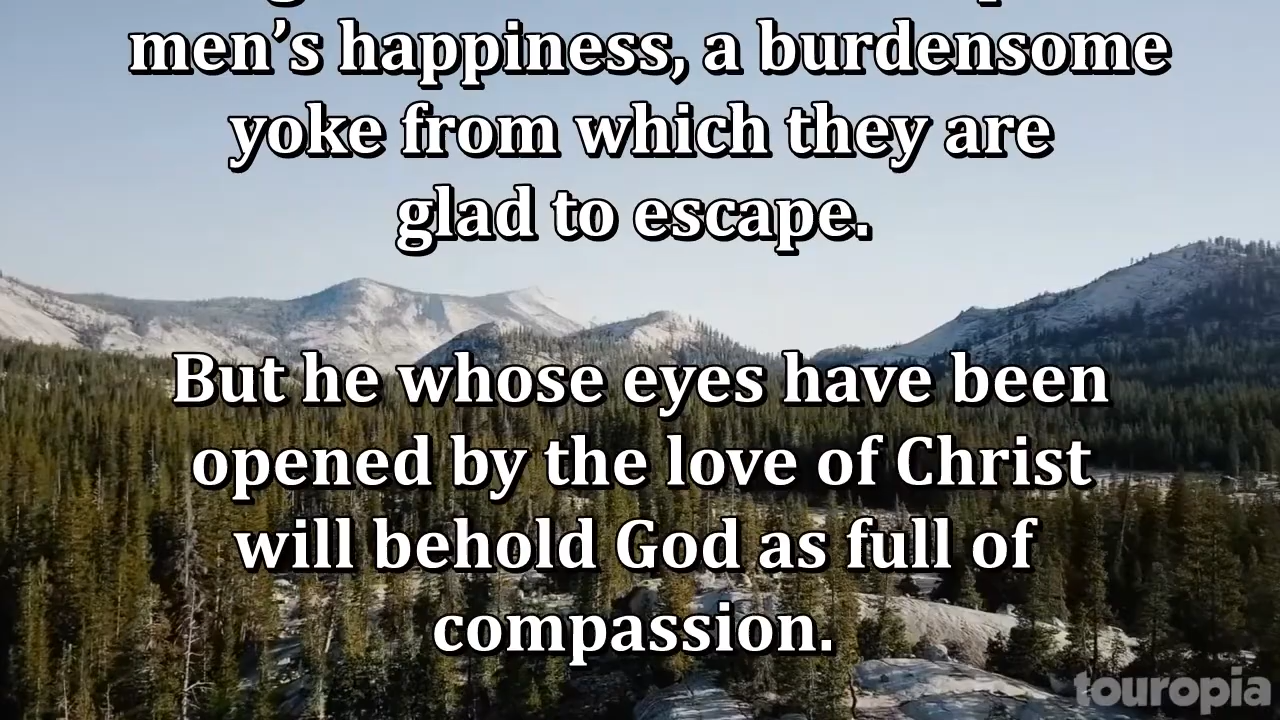 men's happiness, a burdensome
yoke from which they are
glad to escape.
But he whose eyes have been
opened by the love of Christ
will behold God as full of
compassion.
touropia